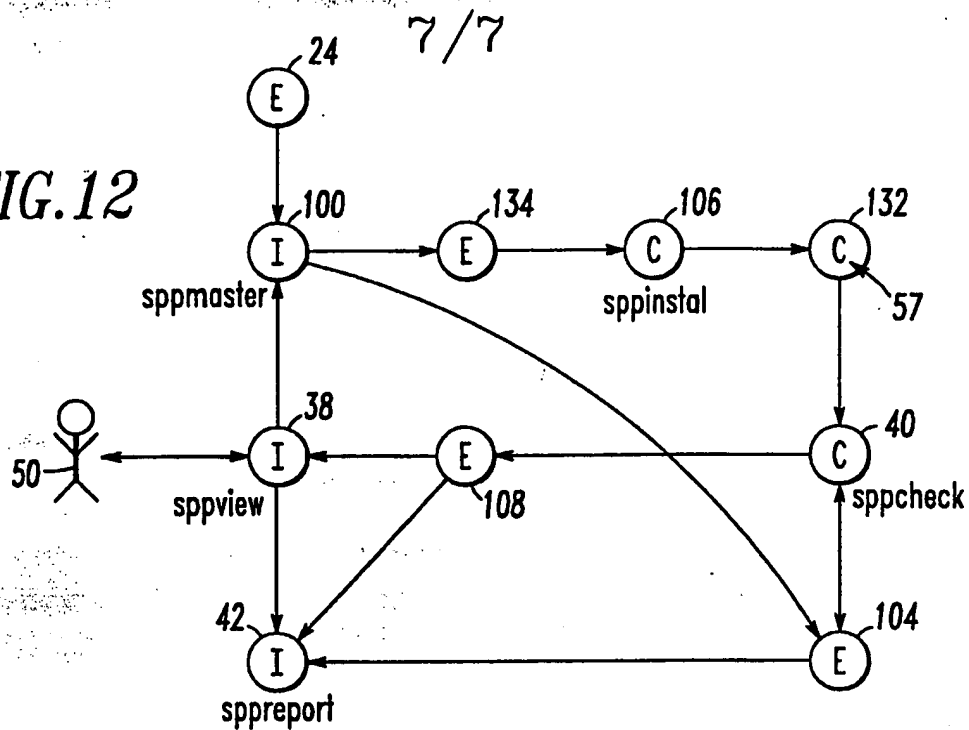 7/7
24
E
FIG.12
100
134
106
132
I
E
C
C
sppmaster
sppinstal
57
38
40
50
I
E
C
sppview
108
sppcheck
42
104
I
E
sppreport